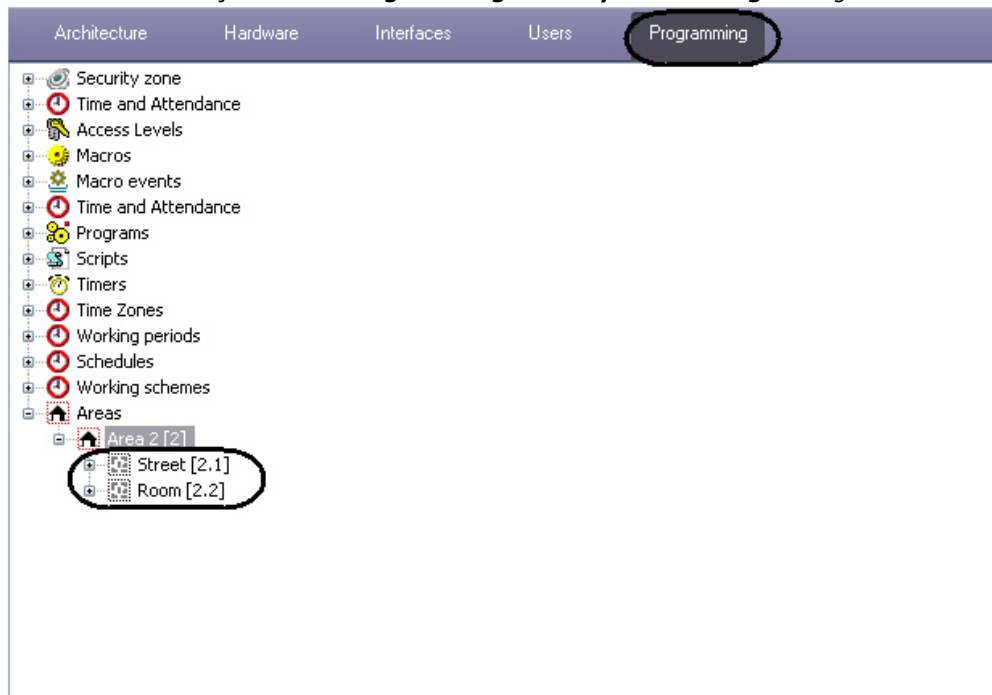 Architecture Hardware Interfaces Users Programming
Security zone
Time and Attendance
Access Levels
Macros
Macro events
Time and Attendance
Programs
Scripts
Timers
Time Zones
Working periods
Schedules
Working schemes
Areas
Area 2 [2]
Street [2.1]
Room [2.2]